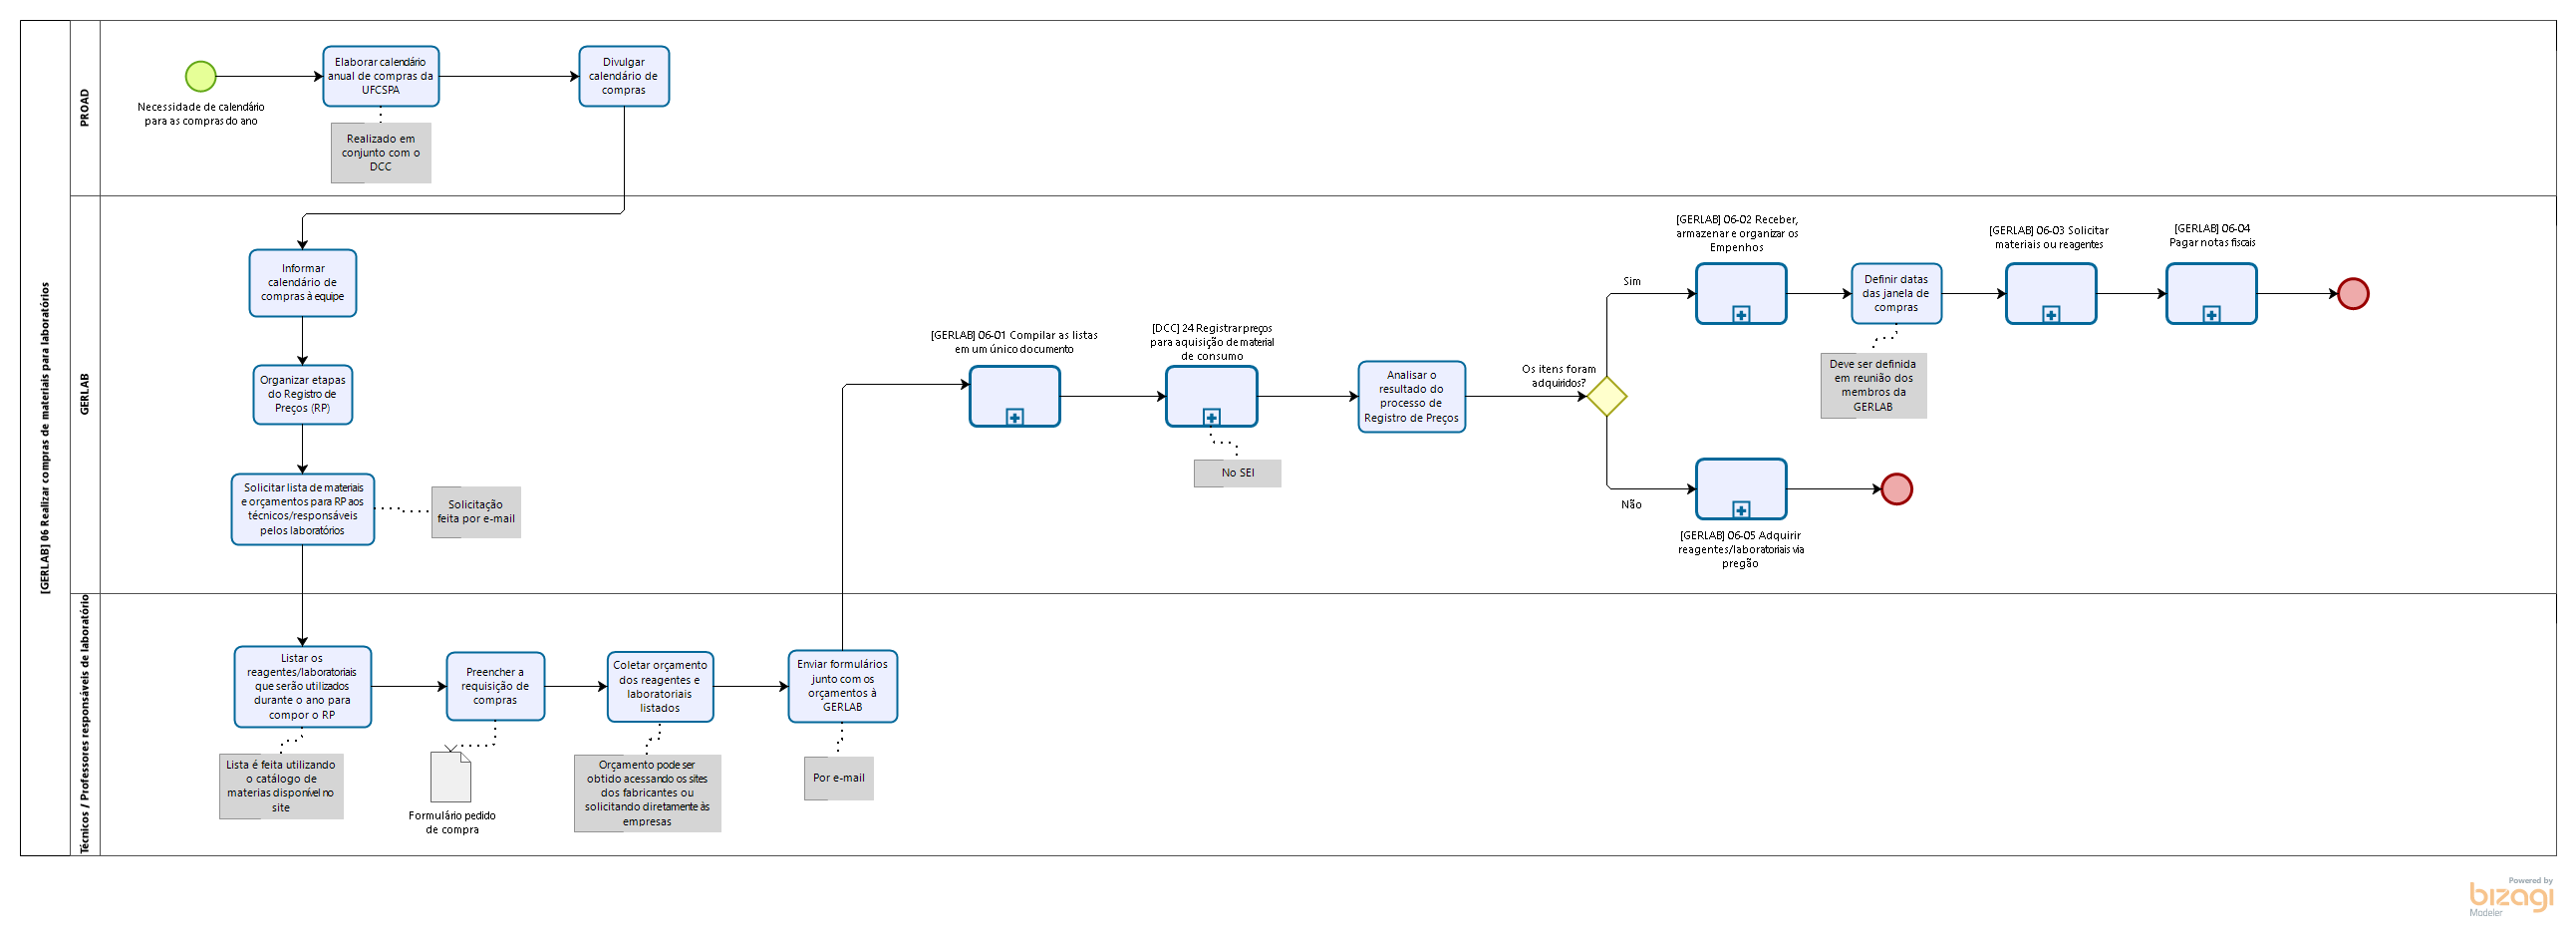 [GERLAB] 06 Realizar compras de materiais para laboratórios
PROAD
Necessidade de calendário
para as compras do ano
Elaborar calendário
anual de compras da
UFCSPA
Realizado em
conjunto com o
DCC
Divulgar
calendário de
compras
GERLAB
Informar
calendário de
compras à equipe
Organizar etapas
do Registro de
Preços (RP)
Solicitar lista de materiais
e orçamentos para RP aos
técnicos/responsáveis
pelos laboratórios
Solicitação
feita por e-mail
[GERLAB] 06-01 Compilar as listas
em um único documento
[DCC] 24 Registrar preços
para aquisição de material
de consumo
No SEI
Analisar o
resultado do
processo de
Registro de Preços
Os itens foram
adquiridos?
Sim
Não
[GERLAB] 06-02 Receber,
armazenar e organizar os
Empenhos
Definir datas
das janela de
compras
Deve ser definida
em reunião dos
membros da
GERLAB
[GERLAB] 06-03 Solicitar
materiais ou reagentes
[GERLAB] 06-04
Pagar notas fiscais
[GERLAB] 06-05 Adquirir
reagentes/laboratoriais via
pregão
Técnicos / Professores responsáveis de laboratório
Listar os
reagentes/laboratoriais
que serão utilizados
durante o ano para
compor o RP
Lista é feita utilizando
o catálogo de
materias disponível no
site
Preencher a
requisição de
compras
Formulário pedido
de compra
Coletar orçamento
dos reagentes e
laboratoriais
listados
Orçamento pode ser
obtido acessando os sites
dos fabricantes ou
solicitando diretamente às
empresas
Enviar formulários
junto com os
orçamentos à
GERLAB
Por e-mail
Powered by
bizagi
Modeler